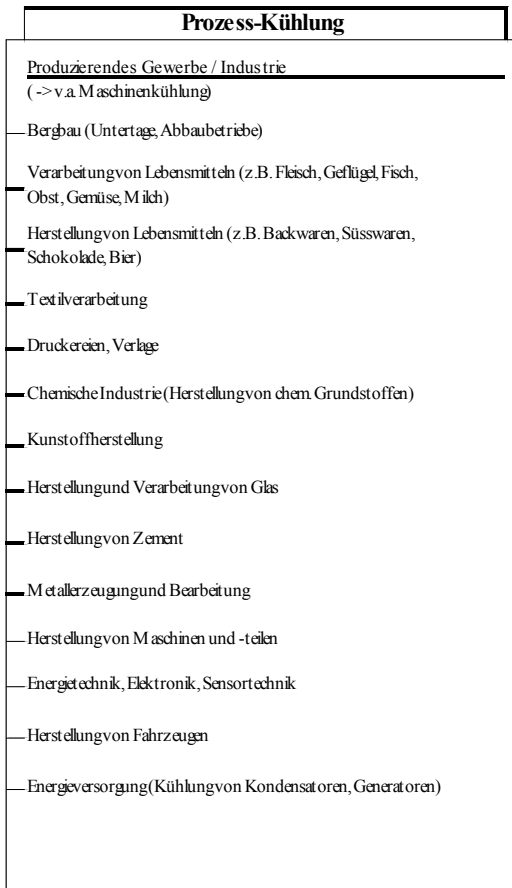 Prozess-Kühlung
Produzierendes Gewerbe / Industrie
( -> v.a. Maschinenkühlung)
Bergbau (Untertage, Abbaubetriebe)
Verarbeitung von Lebensmitteln (z.B. Fleisch, Geflügel, Fisch,
Obst, Gemüse, Milch)
Herstellung von Lebensmitteln (z.B. Backwaren, Süsswaren,
Schokolade, Bier)
Textilverarbeitung
Druckereien, Verlage
Chemische Industrie (Herstellung von chem. Grundstoffen)
Kunstoffherstellung
Herstellung und Verarbeitung von Glas
Herstellung von Zement
Metallerzeugung und Bearbeitung
Herstellung von Maschinen und -teilen
Energietechnik, Elektronik, Sensortechnik
Herstellung von Fahrzeugen
Energieversorgung (Kühlung von Kondensatoren, Generatoren)